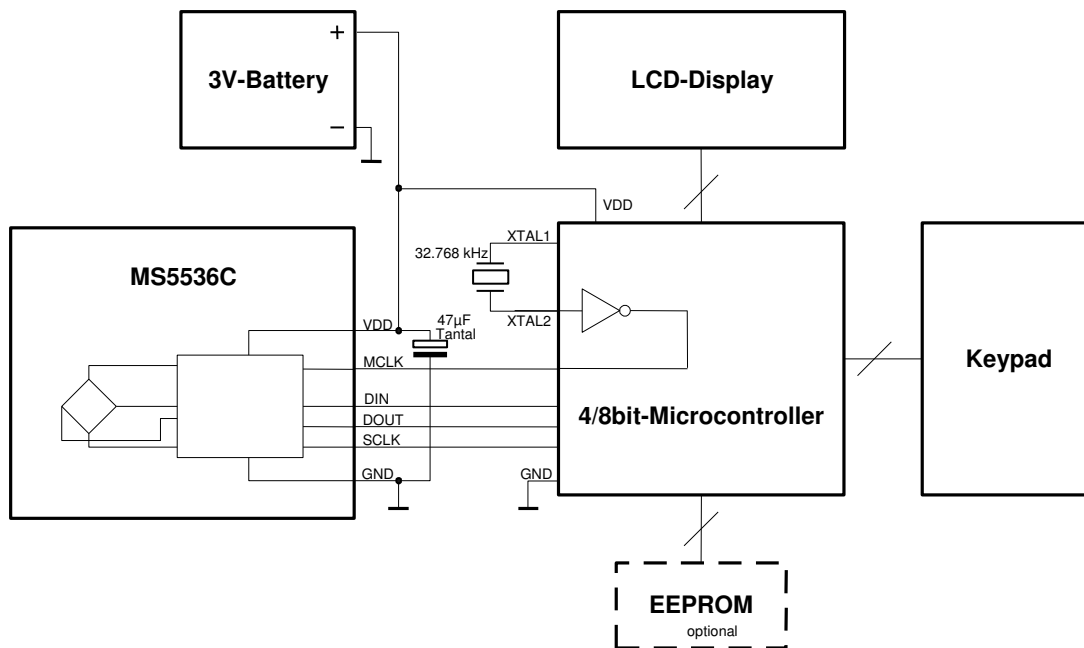 +
3V-Battery
−
LCD-Display
VDD
XTAL1
32.768 kHz
XTAL2
MS5536C
47µF
Tantal
VDD
MCLK
DIN
DOUT
SCLK
GND
4/8bit-Microcontroller
GND
Keypad
EEPROM
optional